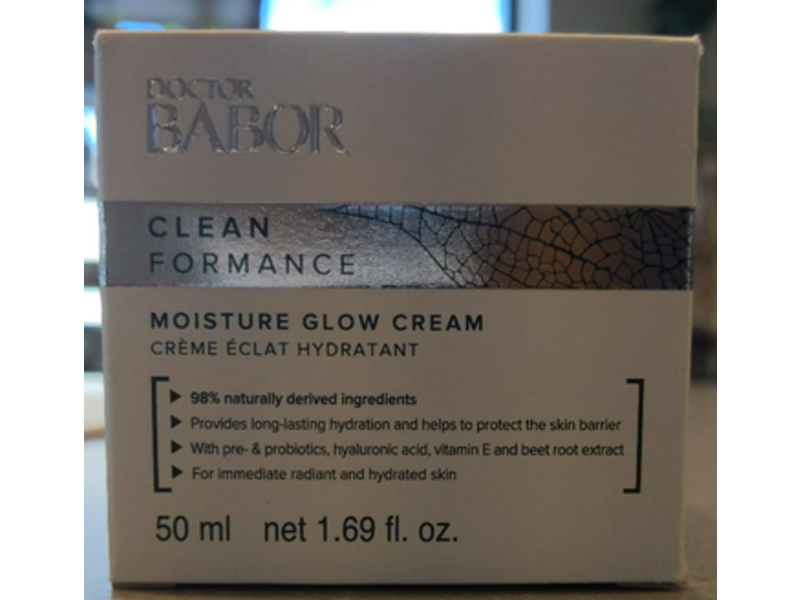 DOCTOR
BABOR
CLEAN
FORMANCE
MOISTURE GLOW CREAM
CRÈME ÉCLAT HYDRATANT
98% naturally derived ingredients
Provides long-lasting hydration and helps to protect the skin barrier
With pre- & probiotics, hyaluronic acid, vitamin E and beet root extract
For immediate radiant and hydrated skin
50 ml net 1.69 fl. oz.